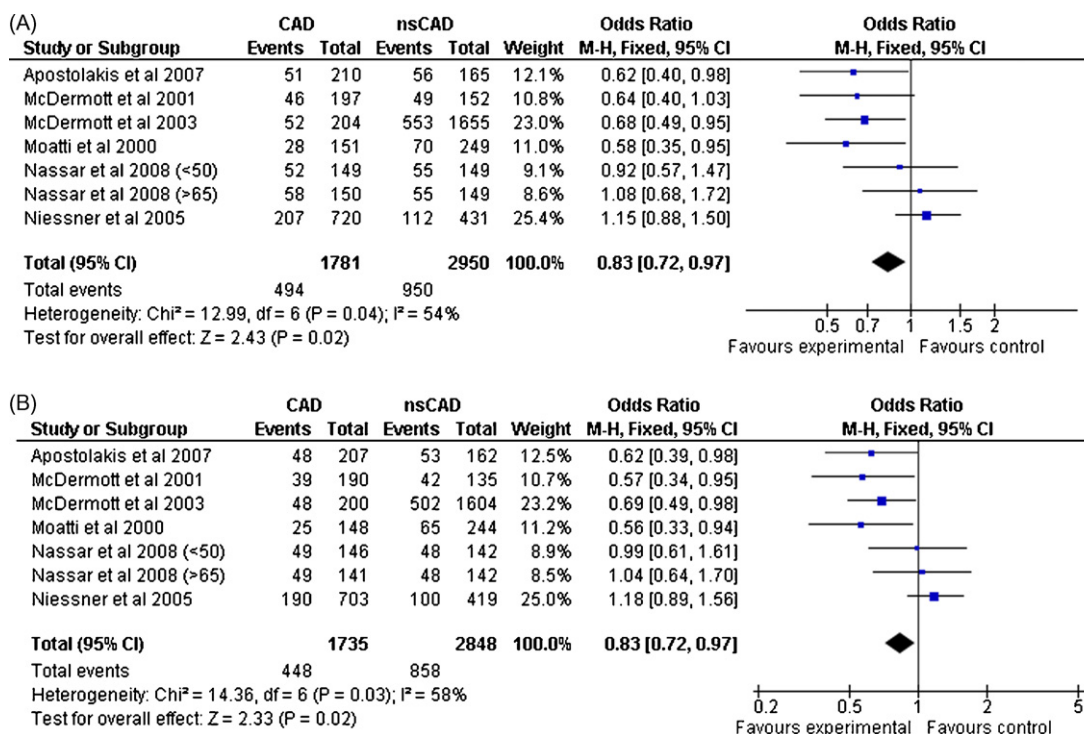 (A)
CAD nsCAD Odds Ratio Odds Ratio
Study or Subgroup Events Total Events Total Weight M-H, Fixed, 95% CI M-H, Fixed, 95% CI
Apostolakis et al 2007 51 210 56 165 12.1% 0.62 [0.40, 0.98]
McDermott et al 2001 46 197 49 152 10.8% 0.64 [0.40, 1.03]
McDermott et al 2003 52 204 553 1655 23.0% 0.68 [0.49, 0.95]
Moatti et al 2000 28 151 70 249 11.0% 0.58 [0.35, 0.95]
Nassar et al 2008 (<50) 52 149 55 149 9.1% 0.92 [0.57, 1.47]
Nassar et al 2008 (>65) 58 150 55 149 8.6% 1.08 [0.68, 1.72]
Niessner et al 2005 207 720 112 431 25.4% 1.15 [0.88, 1.50]
Total (95% CI) 1781 2950 100.0% 0.83 [0.72, 0.97]
Total events 494 950
Heterogeneity: Chi² = 12.99, df = 6 (P = 0.04); I² = 54%
Test for overall effect: Z = 2.43 (P = 0.02)
0.5 0.7 1 1.5 2
Favours experimental Favours control
(B)
CAD nsCAD Odds Ratio Odds Ratio
Study or Subgroup Events Total Events Total Weight M-H, Fixed, 95% CI M-H, Fixed, 95% CI
Apostolakis et al 2007 48 207 53 162 12.5% 0.62 [0.39, 0.98]
McDermott et al 2001 39 190 42 135 10.7% 0.57 [0.34, 0.95]
McDermott et al 2003 48 200 502 1604 23.2% 0.69 [0.49, 0.98]
Moatti et al 2000 25 148 65 244 11.2% 0.56 [0.33, 0.94]
Nassar et al 2008 (<50) 49 146 48 142 8.9% 0.99 [0.61, 1.61]
Nassar et al 2008 (>65) 49 141 48 142 8.5% 1.04 [0.64, 1.70]
Niessner et al 2005 190 703 100 419 25.0% 1.18 [0.89, 1.56]
Total (95% CI) 1735 2848 100.0% 0.83 [0.72, 0.97]
Total events 448 858
Heterogeneity: Chi² = 14.36, df = 6 (P = 0.03); I² = 58%
Test for overall effect: Z = 2.33 (P = 0.02)
0.2 0.5 1 2 5
Favours experimental Favours control